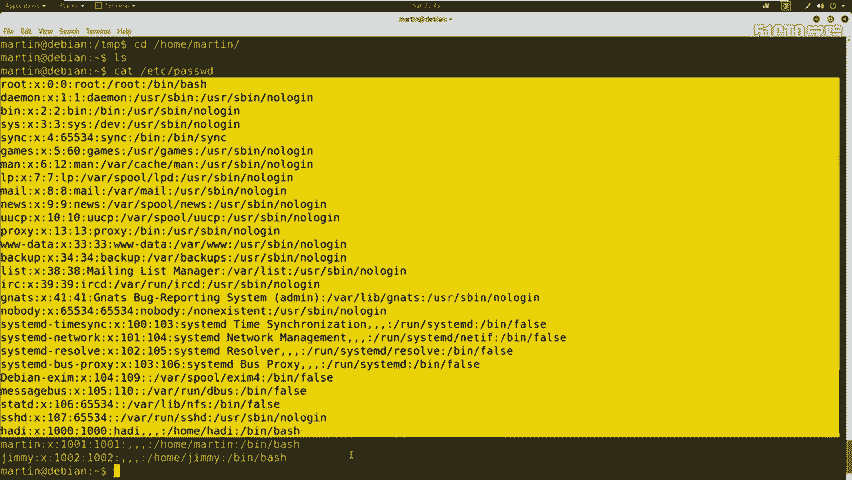 Applications Places Terminal
martin@debian: ~
File Edit View Search Terminal Help
martin@debian:/tmp$ cd /home/martin/
martin@debian:~$ ls
martin@debian:~$ cat /etc/passwd
root:x:0:0:root:/root:/bin/bash
daemon:x:1:1:daemon:/usr/sbin:/usr/sbin/nologin
bin:x:2:2:bin:/bin:/usr/sbin/nologin
sys:x:3:3:sys:/dev:/usr/sbin/nologin
sync:x:4:65534:sync:/bin:/bin/sync
games:x:5:60:games:/usr/games:/usr/sbin/nologin
man:x:6:12:man:/var/cache/man:/usr/sbin/nologin
lp:x:7:7:lp:/var/spool/lpd:/usr/sbin/nologin
mail:x:8:8:mail:/var/mail:/usr/sbin/nologin
news:x:9:9:news:/var/spool/news:/usr/sbin/nologin
uucp:x:10:10:uucp:/var/spool/uucp:/usr/sbin/nologin
proxy:x:13:13:proxy:/bin:/usr/sbin/nologin
www-data:x:33:33:www-data:/var/www:/usr/sbin/nologin
backup:x:34:34:backup:/var/backups:/usr/sbin/nologin
list:x:38:38:Mailing List Manager:/var/list:/usr/sbin/nologin
irc:x:39:39:ircd:/var/run/ircd:/usr/sbin/nologin
gnats:x:41:41:Gnats Bug-Reporting System (admin):/var/lib/gnats:/usr/sbin/nologin
nobody:x:65534:65534:nobody:/nonexistent:/usr/sbin/nologin
systemd-timesync:x:100:103:systemd Time Synchronization,,,:/run/systemd:/bin/false
systemd-network:x:101:104:systemd Network Management,,,:/run/systemd/netif:/bin/false
systemd-resolve:x:102:105:systemd Resolver,,,:/run/systemd/resolve:/bin/false
systemd-bus-proxy:x:103:106:systemd Bus Proxy,,,:/run/systemd:/bin/false
Debian-exim:x:104:109::/var/spool/exim4:/bin/false
messagebus:x:105:110::/var/run/dbus:/bin/false
statd:x:106:65534::/var/lib/nfs:/bin/false
sshd:x:107:65534::/var/run/sshd:/usr/sbin/nologin
hadi:x:1000:1000:hadi,,,:/home/hadi:/bin/bash
martin:x:1001:1001:,,,:/home/martin:/bin/bash
jimmy:x:1002:1002:,,,:/home/jimmy:/bin/bash
martin@debian:~$